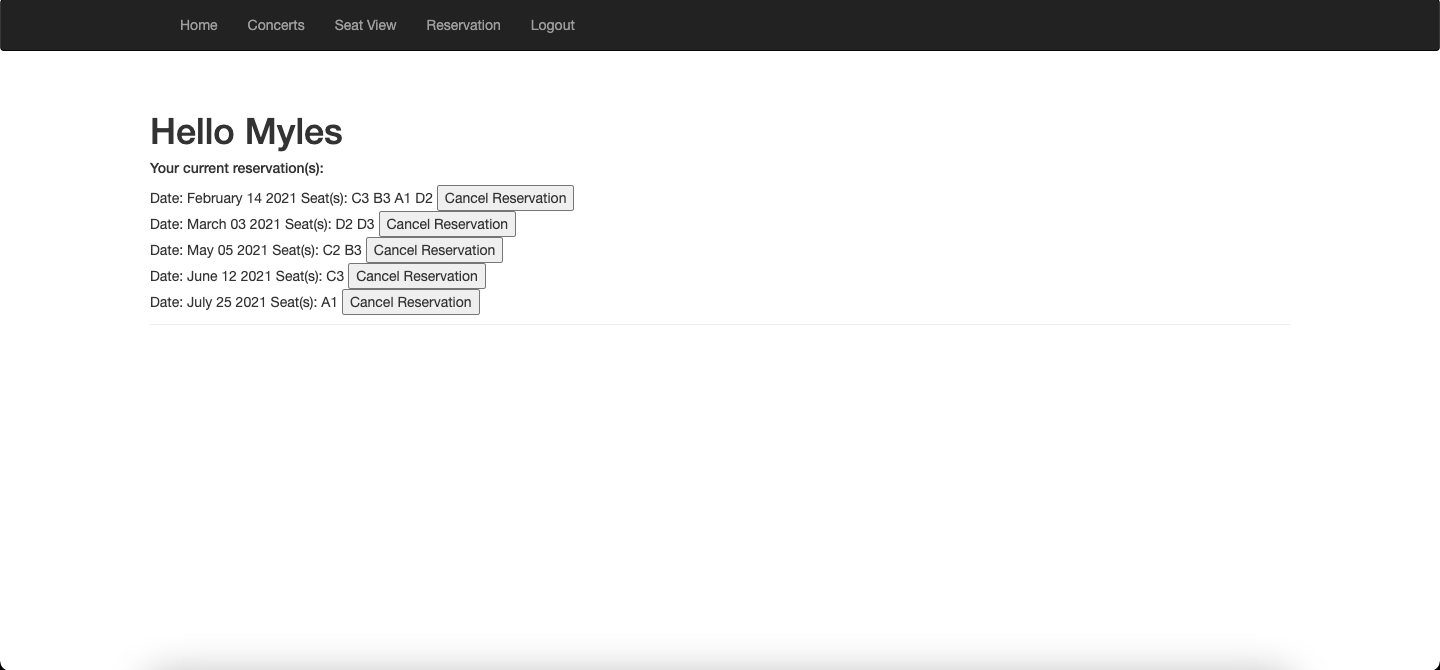 Home Concerts Seat View Reservation Logout
Hello Myles
Your current reservation(s):
Date: February 14 2021 Seat(s): C3 B3 A1 D2 Cancel Reservation
Date: March 03 2021 Seat(s): D2 D3 Cancel Reservation
Date: May 05 2021 Seat(s): C2 B3 Cancel Reservation
Date: June 12 2021 Seat(s): C3 Cancel Reservation
Date: July 25 2021 Seat(s): A1 Cancel Reservation